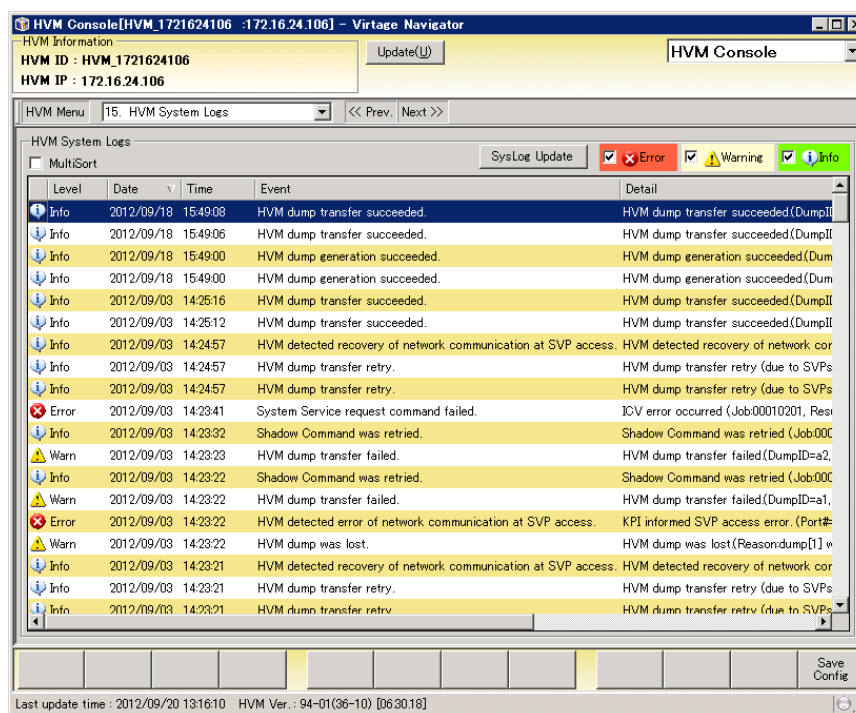 HVM Console[HVM_1721624106 :172.16.24.106] - Virtage Navigator
HVM Information
HVM ID : HVM_1721624106
HVM IP : 172.16.24.106
Update(U)
HVM Console
HVM Menu 15. HVM System Logs << Prev. Next >>
HVM System Logs
MultiSort
SysLog Update Error Warning Info
Level Date Time Event Detail
Info 2012/09/18 15:49:08 HVM dump transfer succeeded. HVM dump transfer succeeded.(DumpID
Info 2012/09/18 15:49:06 HVM dump transfer succeeded. HVM dump transfer succeeded.(DumpID
Info 2012/09/18 15:49:00 HVM dump generation succeeded. HVM dump generation succeeded.(Dum
Info 2012/09/18 15:49:00 HVM dump generation succeeded. HVM dump generation succeeded.(Dum
Info 2012/09/03 14:25:16 HVM dump transfer succeeded. HVM dump transfer succeeded.(DumpID
Info 2012/09/03 14:25:12 HVM dump transfer succeeded. HVM dump transfer succeeded.(DumpID
Info 2012/09/03 14:24:57 HVM detected recovery of network communication at SVP access. HVM detected recovery of network cor
Info 2012/09/03 14:24:57 HVM dump transfer retry. HVM dump transfer retry (due to SVPs
Info 2012/09/03 14:24:57 HVM dump transfer retry. HVM dump transfer retry (due to SVPs
Error 2012/09/03 14:23:41 System Service request command failed. ICV error occurred (Job:00010201, Resu
Info 2012/09/03 14:23:32 Shadow Command was retried. Shadow Command was retried (Job:000
Warn 2012/09/03 14:23:23 HVM dump transfer failed. HVM dump transfer failed.(DumpID=a2,
Info 2012/09/03 14:23:22 Shadow Command was retried. Shadow Command was retried (Job:000
Warn 2012/09/03 14:23:22 HVM dump transfer failed. HVM dump transfer failed.(DumpID=a1,
Error 2012/09/03 14:23:22 HVM detected error of network communication at SVP access. KPI informed SVP access error. (Port#=
Warn 2012/09/03 14:23:22 HVM dump was lost. HVM dump was lost.(Reason:dump[1] w
Info 2012/09/03 14:23:21 HVM detected recovery of network communication at SVP access. HVM detected recovery of network cor
Info 2012/09/03 14:23:21 HVM dump transfer retry. HVM dump transfer retry (due to SVPs
Info 2012/09/03 14:23:21 HVM dump transfer retry. HVM dump transfer retry (due to SVPs
Save
Config
Last update time : 2012/09/20 13:16:10 HVM Ver. : 94-01(36-10) [06.30.18]